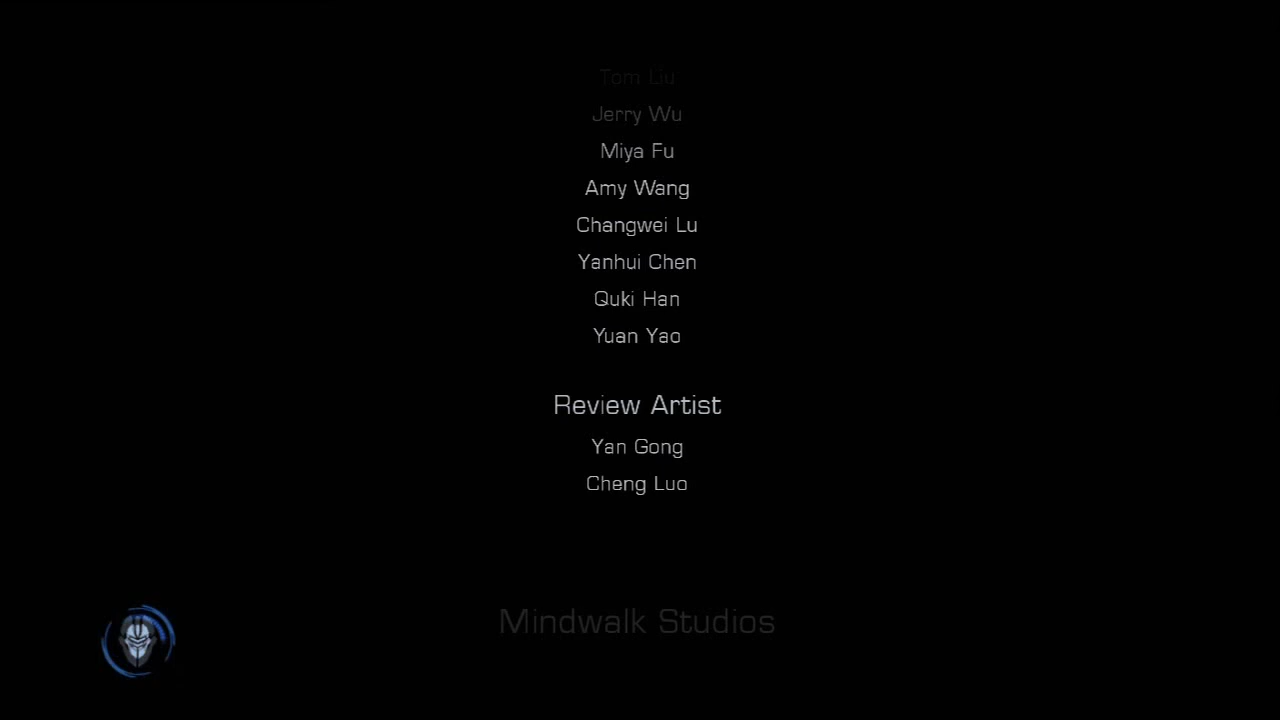 Tom Liu
Jerry Wu
Miya Fu
Amy Wang
Changwei Lu
Yanhui Chen
Quki Han
Yuan Yao
Review Artist
Yan Gong
Cheng Luo
Mindwalk Studios